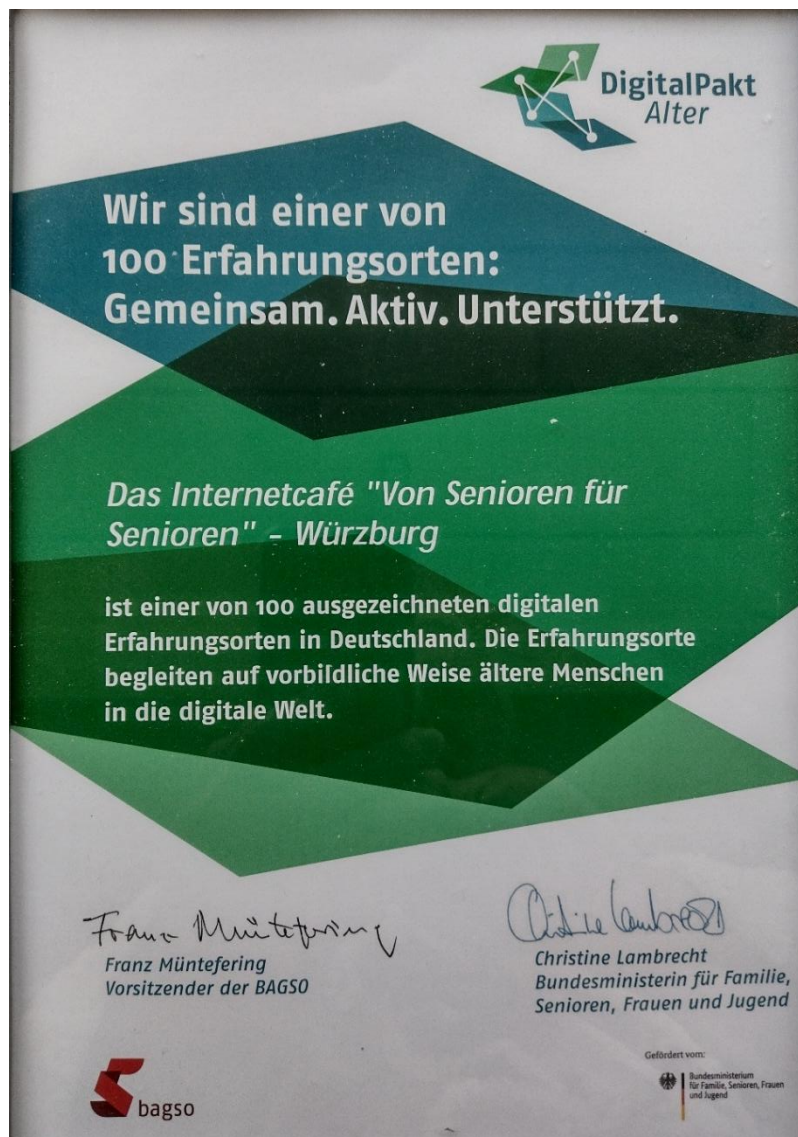 DigitalPakt
Alter
Wir sind einer von
100 Erfahrungsorten:
Gemeinsam. Aktiv. Unterstützt.
Das Internetcafé "Von Senioren für
Senioren" - Würzburg
ist einer von 100 ausgezeichneten digitalen
Erfahrungsorten in Deutschland. Die Erfahrungsorte
begleiten auf vorbildliche Weise ältere Menschen
in die digitale Welt.
Franz Müntefering
Franz Müntefering
Vorsitzender der BAGSO
Christine Lambrecht
Christine Lambrecht
Bundesministerin für Familie,
Senioren, Frauen und Jugend
bagso
Gefördert vom:
Bundesministerium
für Familie, Senioren, Frauen
und Jugend